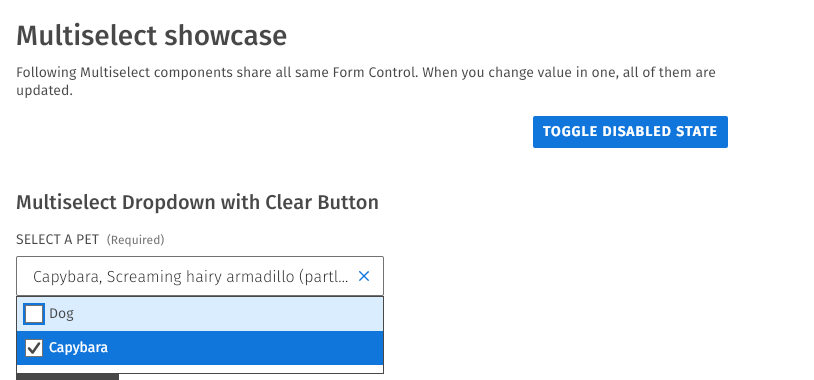 Multiselect showcase
Following Multiselect components share all same Form Control. When you change value in one, all of them are
updated.
TOGGLE DISABLED STATE
Multiselect Dropdown with Clear Button
SELECT A PET (Required)
Capybara, Screaming hairy armadillo (partl...
Dog
Capybara